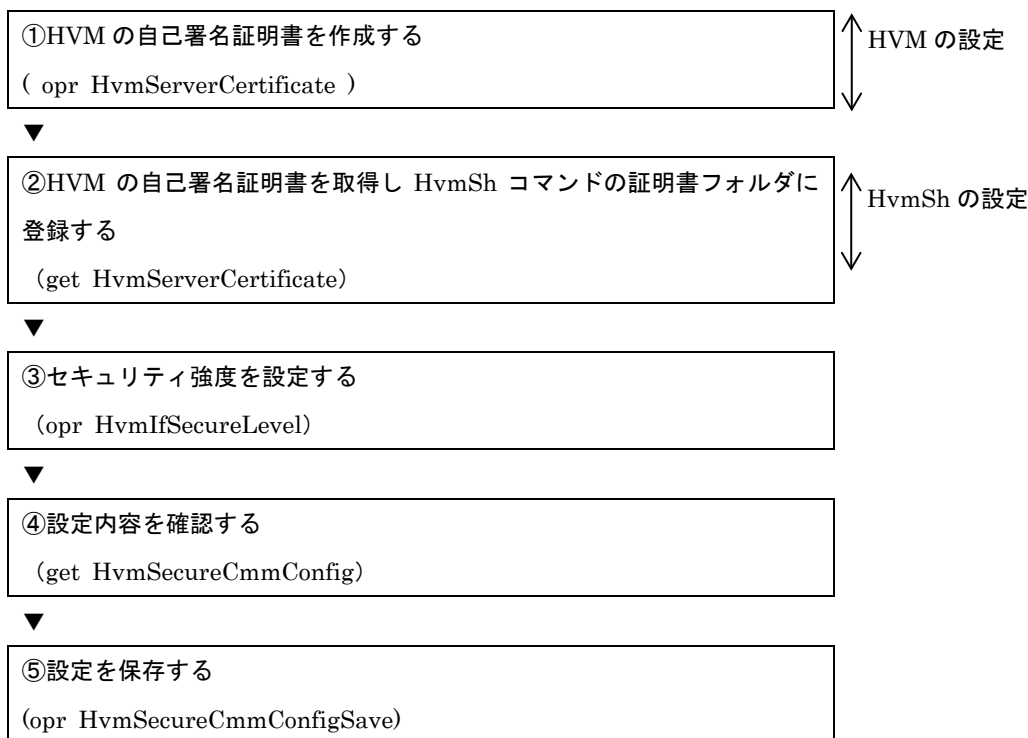 ①HVM の自己署名証明書を作成する
HVM の設定
( opr HvmServerCertificate )
▼
②HVM の自己署名証明書を取得し HvmSh コマンドの証明書フォルダに
HvmSh の設定
登録する
（get HvmServerCertificate）
▼
③セキュリティ強度を設定する
（opr HvmIfSecureLevel）
▼
④設定内容を確認する
（get HvmSecureCmmConfig）
▼
⑤設定を保存する
(opr HvmSecureCmmConfigSave)